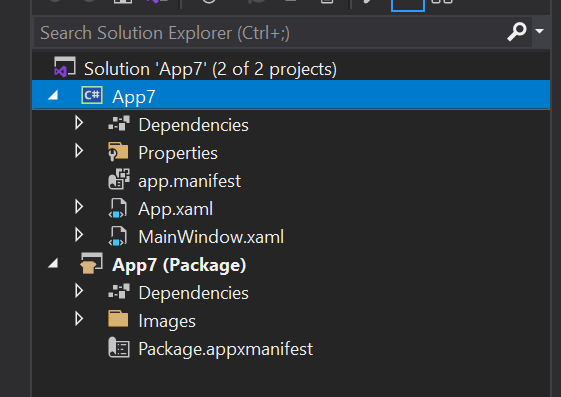 Search Solution Explorer (Ctrl+;)
Solution 'App7' (2 of 2 projects)
C# App7
Dependencies
Properties
app.manifest
App.xaml
MainWindow.xaml
App7 (Package)
Dependencies
Images
Package.appxmanifest